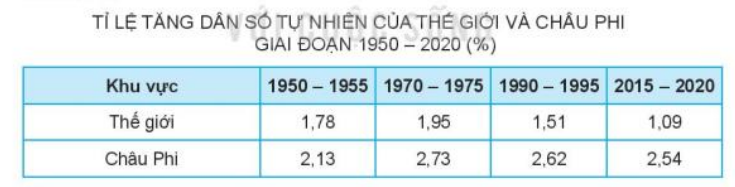 TỈ LỆ TĂNG DÂN SỐ TỰ NHIÊN CỦA THẾ GIỚI VÀ CHÂU PHI
GIAI ĐOẠN 1950 – 2020 (%)
Khu vực 1950 – 1955 1970 – 1975 1990 – 1995 2015 – 2020
Thế giới 1,78 1,95 1,51 1,09
Châu Phi 2,13 2,73 2,62 2,54